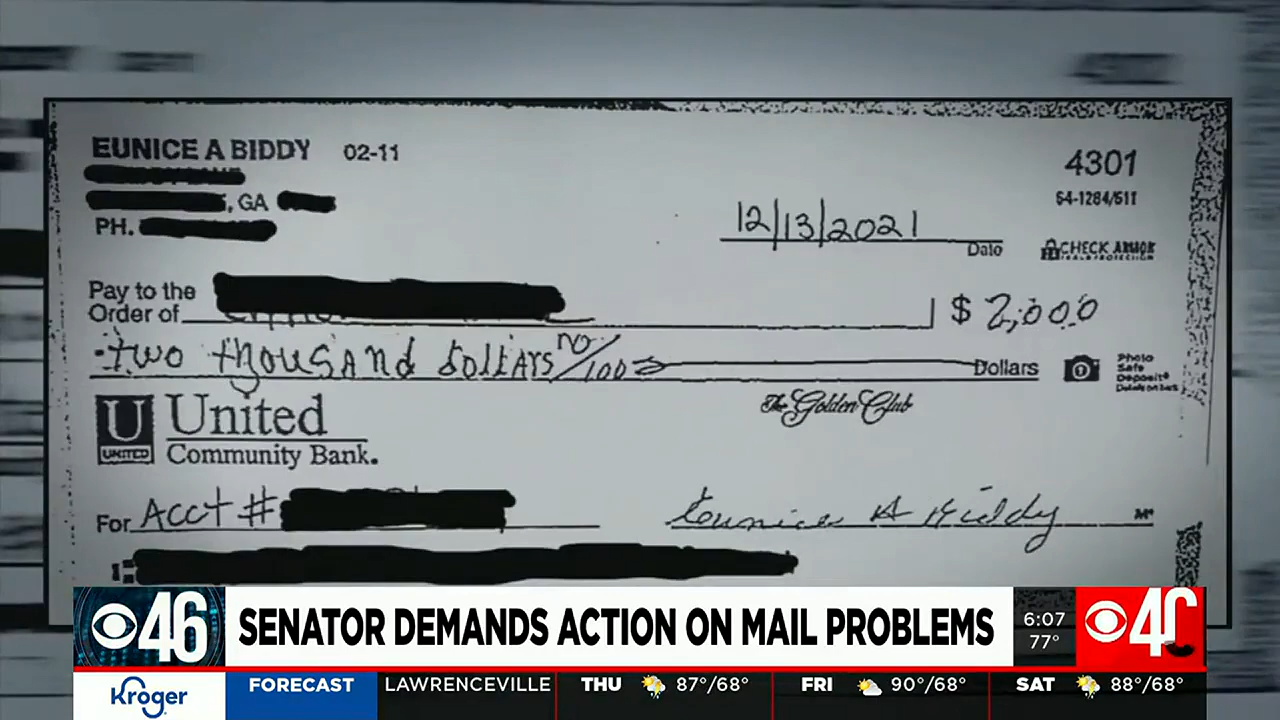 EUNICE A BIDDY 02-11
4301
, GA
64-1284/611
PH.
12/13/2021
Date
CHECK ARMOR
Pay to the
Order of
$ 2,000
two thousand dollars no/100
Dollars
Photo
Safe
Deposit®
U
UNITED
United
Community Bank.
The Golden Club
For Acct #
Eunice A Biddy
MP
46
SENATOR DEMANDS ACTION ON MAIL PROBLEMS
6:07
77°
Kroger
FORECAST
LAWRENCEVILLE
THU 87°/68°
FRI 90°/68°
SAT 88°/68°